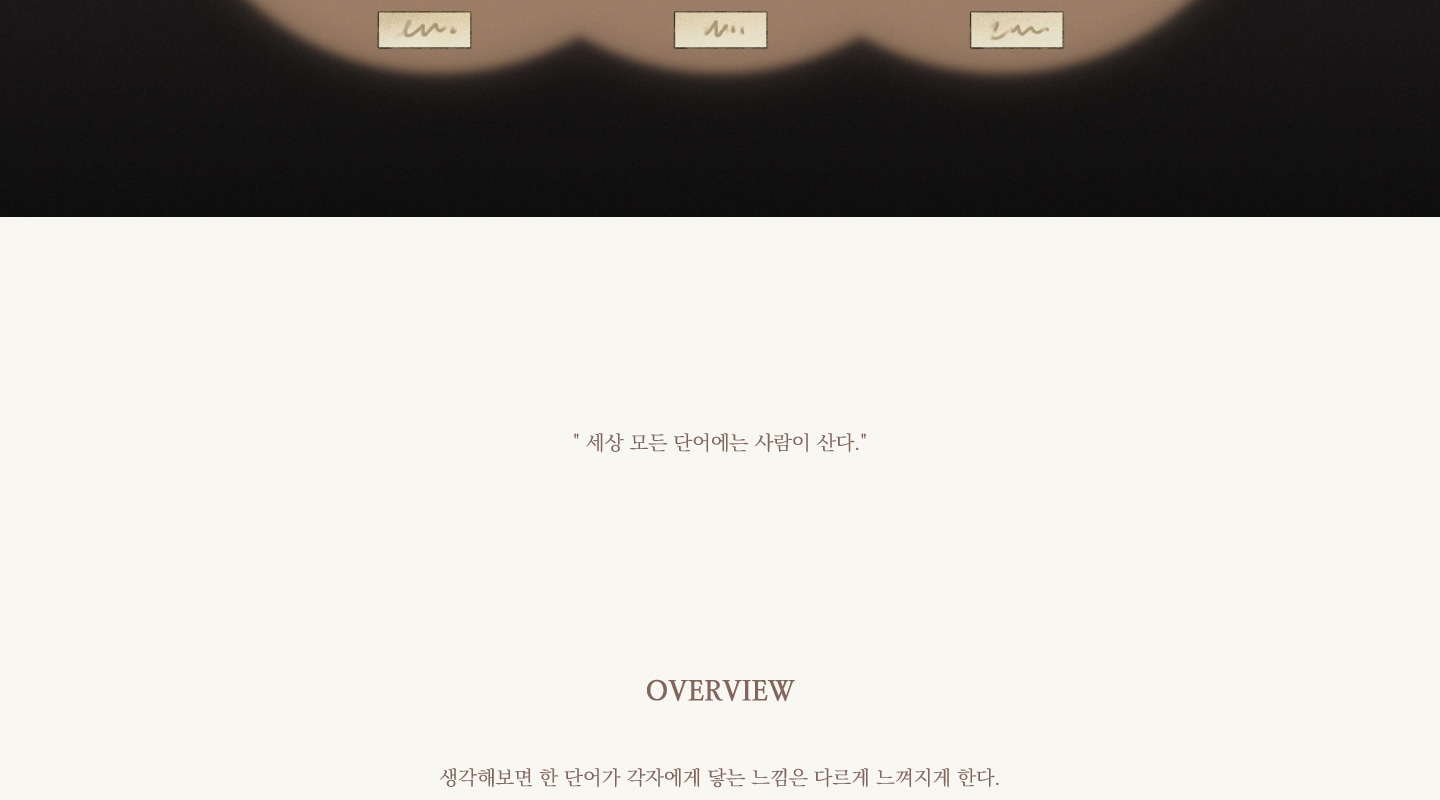 " 세상 모든 단어에는 사람이 산다."
OVERVIEW
생각해보면 한 단어가 각자에게 닿는 느낌은 다르게 느껴지게 한다.